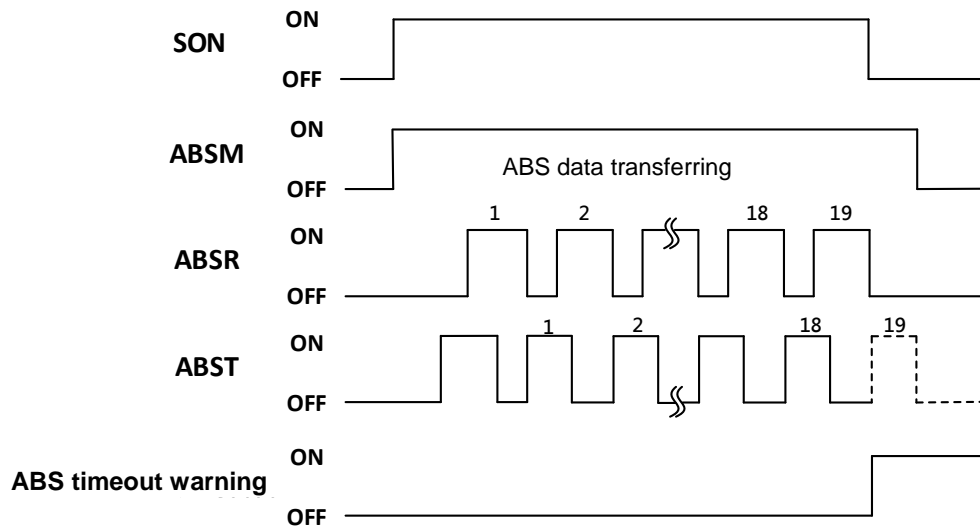 ON
SON
OFF
ON
ABSM
ABS data transferring
OFF
1 2 18 19
ON
ABSR
OFF
1 2 18 19
ON
ABST
OFF
ON
ABS timeout warning
OFF